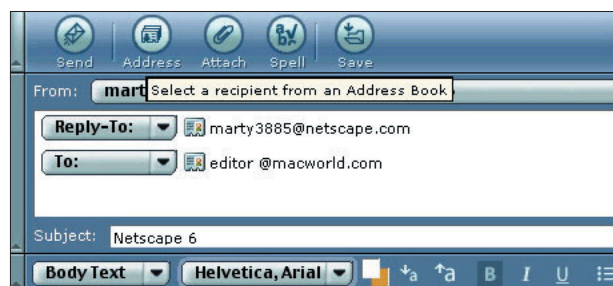 Send Address Attach Spell Save
From: mart
Select a recipient from an Address Book
Reply-To: marty3885@netscape.com
To: editor @macworld.com
Subject: Netscape 6
Body Text Helvetica, Arial a a B I U